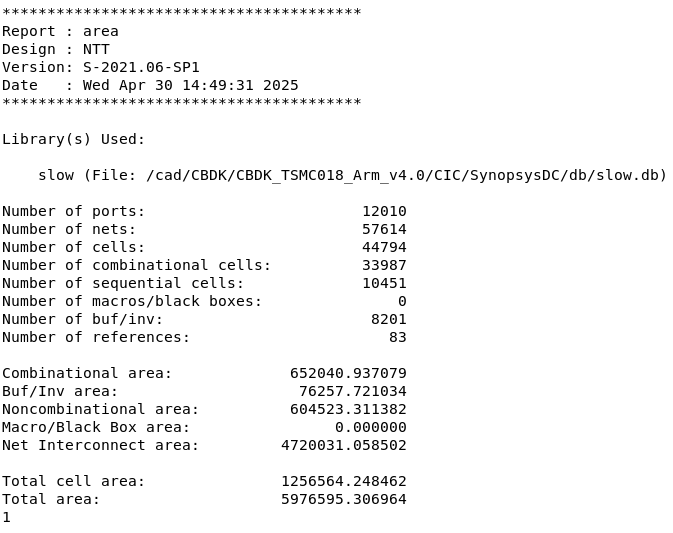 ****************************************
Report : area
Design : NTT
Version: S-2021.06-SP1
Date   : Wed Apr 30 14:49:31 2025
****************************************
Library(s) Used:
    slow (File: /cad/CBDK/CBDK_TSMC018_Arm_v4.0/CIC/SynopsysDC/db/slow.db)
Number of ports:                        12010
Number of nets:                         57614
Number of cells:                        44794
Number of combinational cells:          33987
Number of sequential cells:             10451
Number of macros/black boxes:               0
Number of buf/inv:                       8201
Number of references:                      83
Combinational area:             652040.937079
Buf/Inv area:                    76257.721034
Noncombinational area:          604523.311382
Macro/Black Box area:                0.000000
Net Interconnect area:         4720031.058502
Total cell area:               1256564.248462
Total area:                    5976595.306964
1